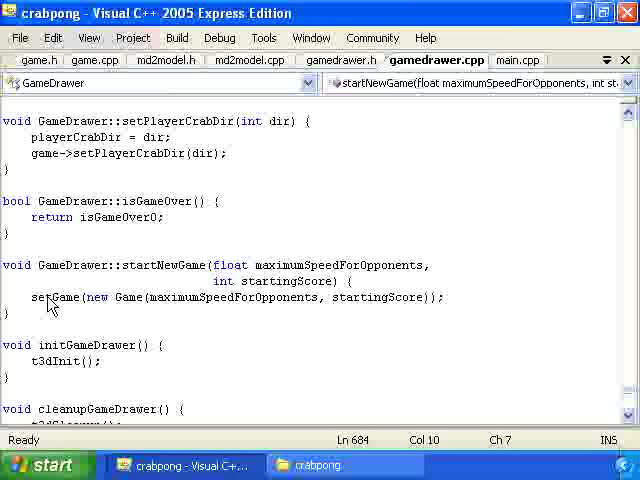 crabpong - Visual C++ 2005 Express Edition
File Edit View Project Build Debug Tools Window Community Help
game.h game.cpp md2model.h md2model.cpp gamedrawer.h gamedrawer.cpp main.cpp
GameDrawer startNewGame(float maximumSpeedForOpponents, int sta
void GameDrawer::setPlayerCrabDir(int dir) {
playerCrabDir = dir;
game->setPlayerCrabDir(dir);
}
bool GameDrawer::isGameOver() {
return isGameOver0;
}
void GameDrawer::startNewGame(float maximumSpeedForOpponents,
int startingScore) {
setGame(new Game(maximumSpeedForOpponents, startingScore));
}
void initGameDrawer() {
t3dInit();
}
void cleanupGameDrawer() {
t3dCleanup();
Ready Ln 684 Col 10 Ch 7 INS
start crabpong - Visual C+... crabpong